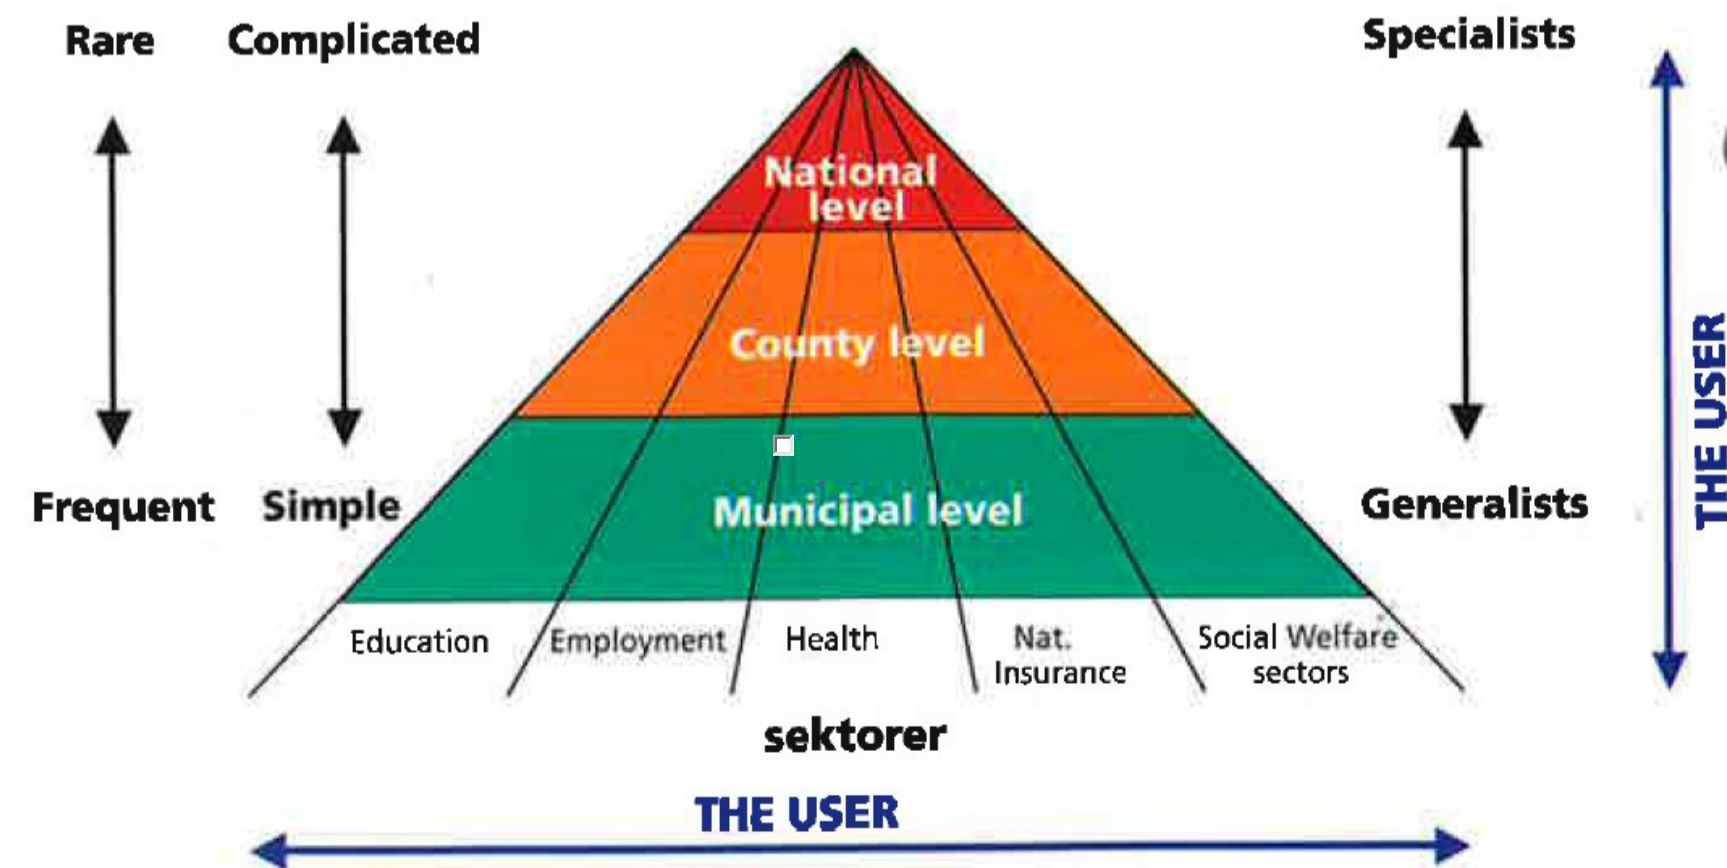 Rare
Complicated
Specialists
National
level
County level
THE USER
Frequent
Simple
Municipal level
Generalists
Education
Employment
Health
Nat.
Insurance
Social Welfare
sectors
sektorer
THE USER